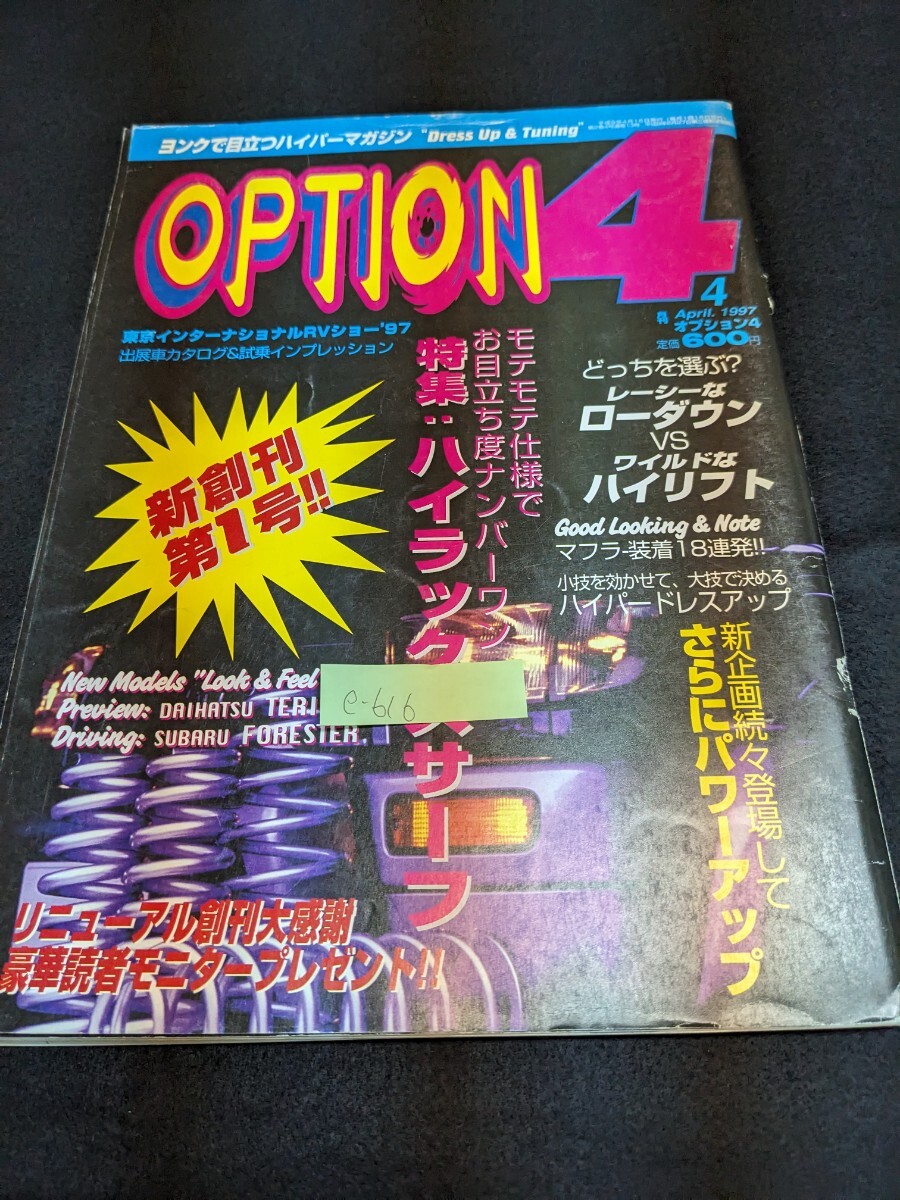 ヨンクで目立つハイパーマガジン "Dress Up & Tuning"
OPTION4
4
April, 1997
月刊 オプション4
定価600円
東京インターナショナルRVショー'97
出展車カタログ&試乗インプレッション
モテモテ仕様で
お目立ち度ナンバーワン
特集:ハイラックスサーフ
どっちを選ぶ?
レーシーな
ローダウン
VS
ワイルドな
ハイリフト
Good Looking & Note
マフラー装着18連発!!
小技を効かせて、大技で決める
ハイパードレスアップ
新企画続々登場して
さらにパワーアップ
新創刊
第1号!!
New Models "Look & Feel
Preview: DAIHATSU TERI
Driving: SUBARU FORESTER.
e-616
リニューアル創刊大感謝
豪華読者モニタープレゼント!!